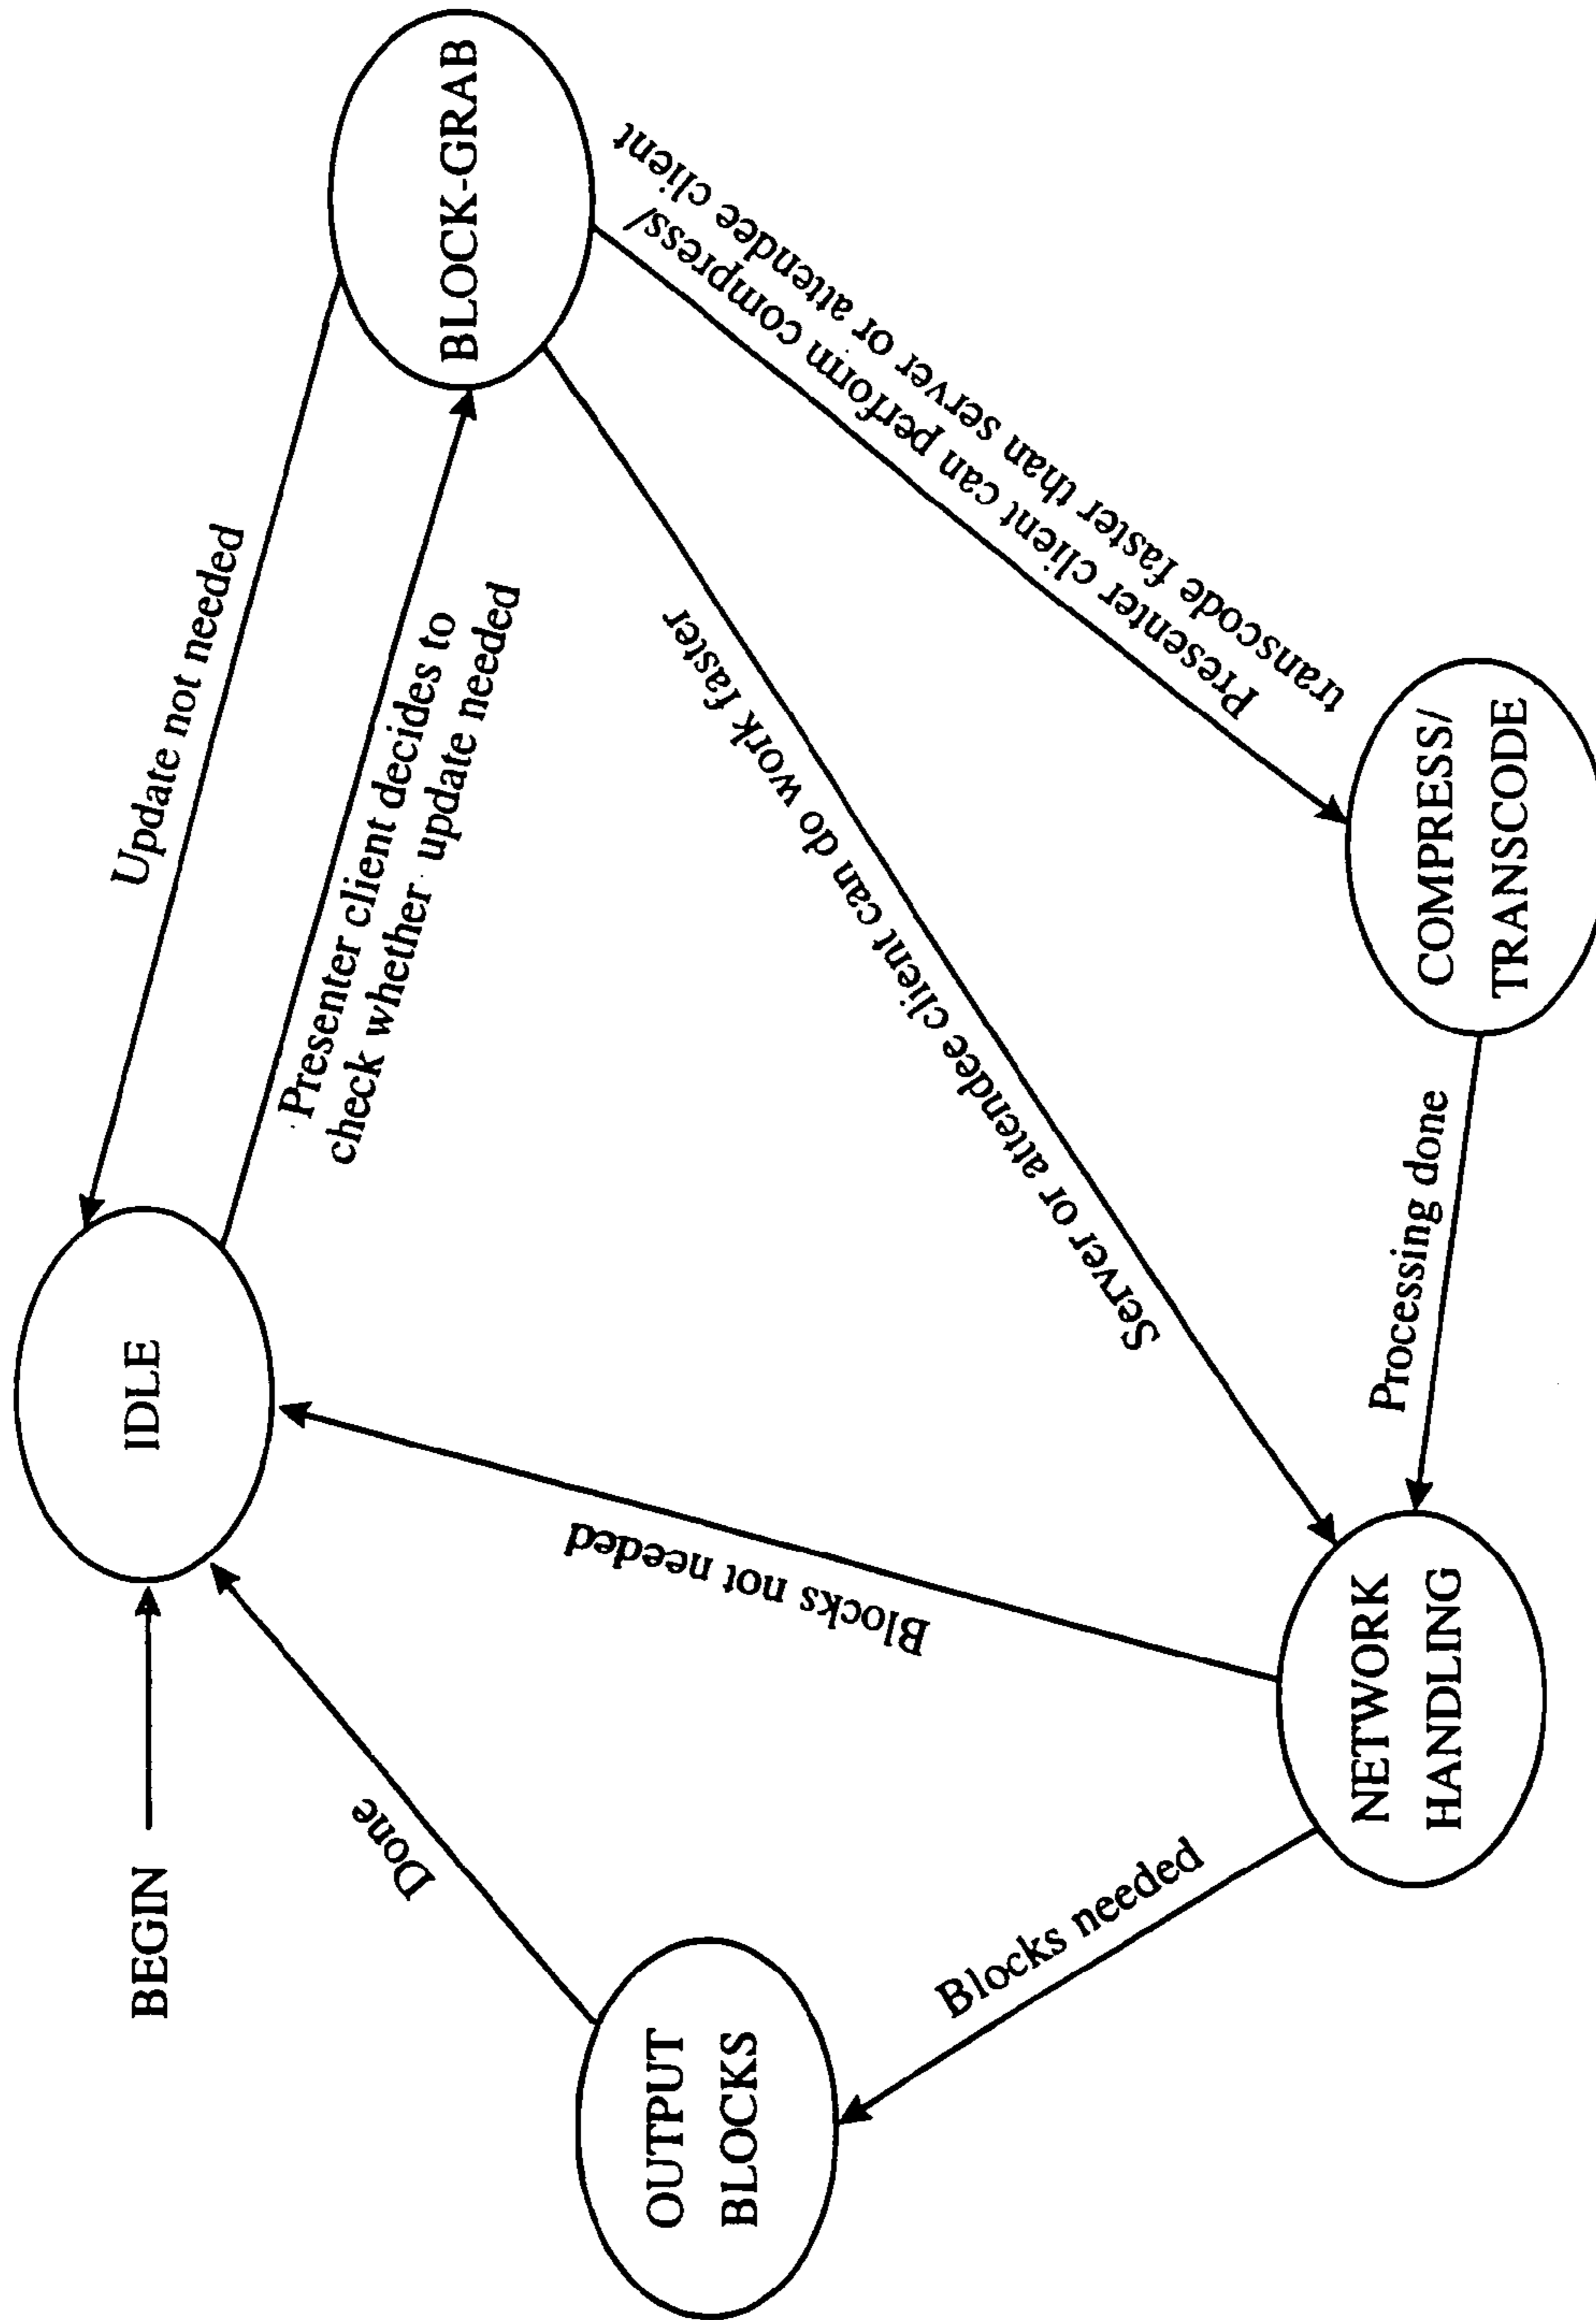 BEGIN
IDLE
Update not needed
Presenter client decides to
check whether update needed
BLOCK-GRAB
Done
Blocks not needed
Server or attendee client can do work faster
Presenter client can perform compress/
transcode faster than server or attendee client
OUTPUT
BLOCKS
Blocks needed
NETWORK
HANDLING
Processing done
COMPRESS/
TRANSCODE